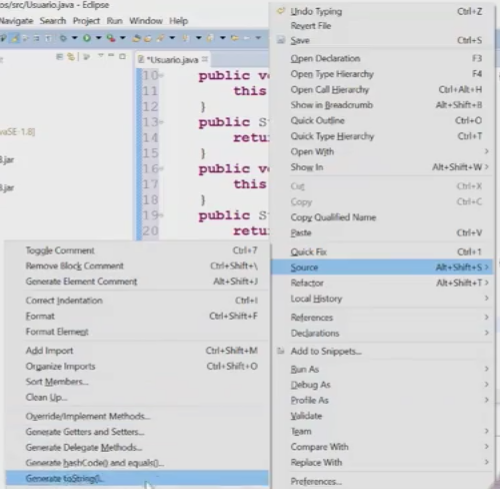 os/src/Usuario.java - Eclipse
Navigate Search Project Run Window Help
*Usuario.java
aSE-1.8]
.jar
.jar
10 public vo
11 this
12 }
13 public S
14 retu
15 }
16 public vo
17 this
18 }
19 public S
20 retu
Undo Typing Ctrl+Z
Revert File
Save Ctrl+S
Open Declaration F3
Open Type Hierarchy F4
Open Call Hierarchy Ctrl+Alt+H
Show in Breadcrumb Alt+Shift+B
Quick Outline Ctrl+O
Quick Type Hierarchy Ctrl+T
Open With >
Show In Alt+Shift+W >
Cut Ctrl+X
Copy Ctrl+C
Copy Qualified Name
Paste Ctrl+V
Quick Fix Ctrl+1
Source Alt+Shift+S >
Refactor Alt+Shift+T >
Local History >
References >
Declarations >
Add to Snippets...
Run As >
Debug As >
Profile As >
Validate
Team >
Compare With >
Replace With >
Preferences...
Toggle Comment Ctrl+7
Remove Block Comment Ctrl+Shift+\
Generate Element Comment Alt+Shift+J
Correct Indentation Ctrl+I
Format Ctrl+Shift+F
Format Element
Add Import Ctrl+Shift+M
Organize Imports Ctrl+Shift+O
Sort Members...
Clean Up...
Override/Implement Methods...
Generate Getters and Setters...
Generate Delegate Methods...
Generate hashCode() and equals()...
Generate toString()...